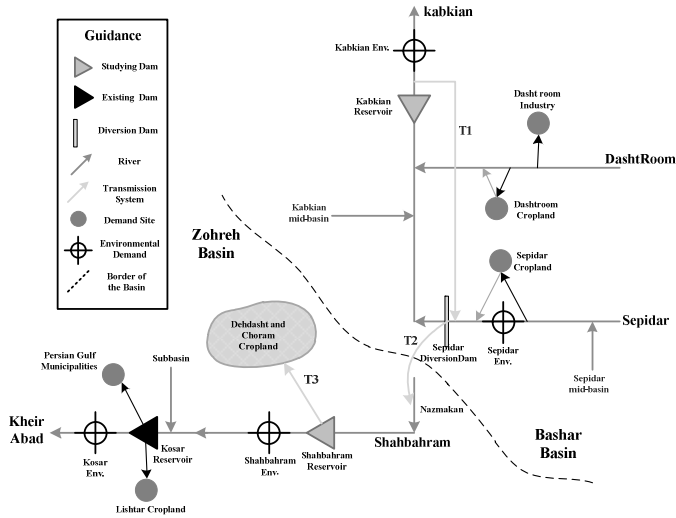 Guidance
Studying Dam
Existing Dam
Diversion Dam
River
Transmission
System
Demand Site
Environmental
Demand
Border of
the Basin
kabkian
Kabkian Env.
Kabkian
Reservoir
T1
Dasht room
Industry
DashtRoom
Dashtroom
Cropland
Kabkian
mid-basin
Zohreh
Basin
Sepidar
Cropland
Sepidar
Sepidar
DiversionDam
Sepidar
Env.
Sepidar
mid-basin
T2
Dehdasht and
Choram
Cropland
T3
Persian Gulf
Municipalities
Subbasin
Nazmakan
Kheir
Abad
Shahbahram
Bashar
Basin
Kosar
Env.
Kosar
Reservoir
Shahbahram
Env.
Shahbahram
Reservoir
Lishtar Cropland